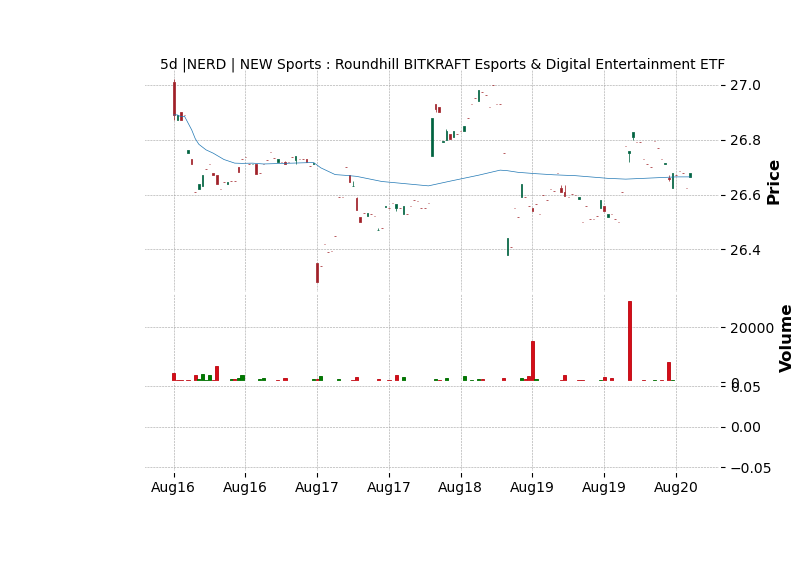 5d |NERD | NEW Sports : Roundhill BITKRAFT Esports & Digital Entertainment ETF
27.0
26.8
26.6
26.4
Price
20000
0
Volume
0.05
0.00
−0.05
Aug16 Aug16 Aug17 Aug17 Aug18 Aug19 Aug19 Aug20